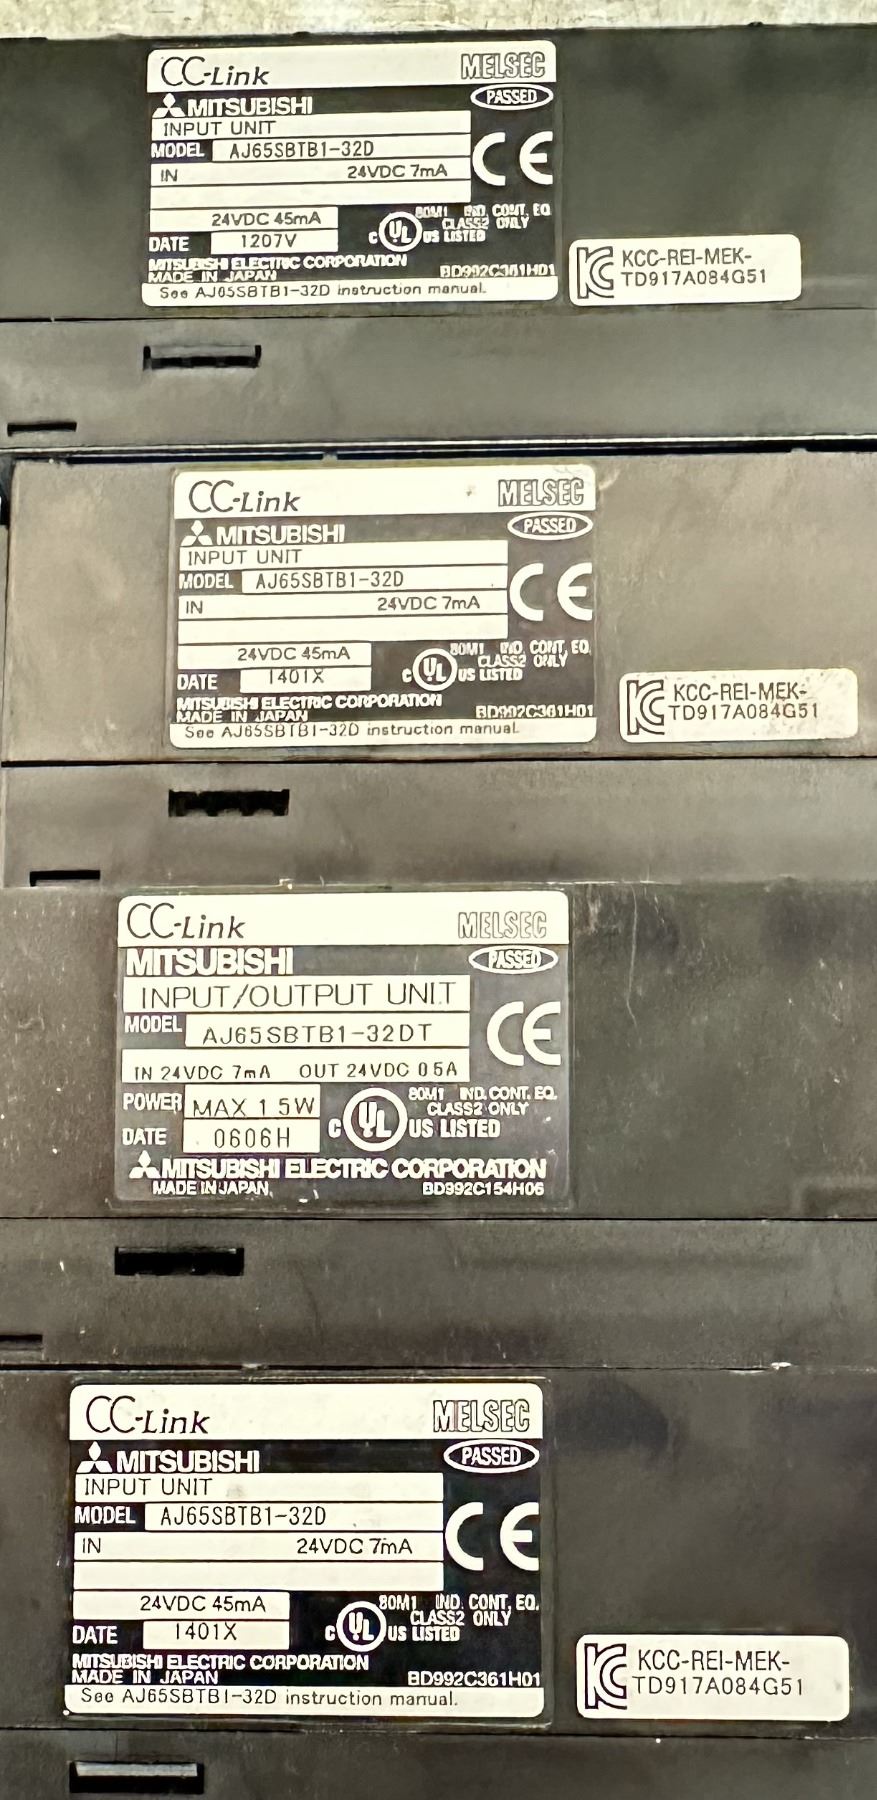 CC-Link MELSEC
MITSUBISHI PASSED
INPUT UNIT
MODEL AJ65SBTB1-32D
CE
IN 24VDC 7mA
24VDC 45mA
80M1 IND. CONT. EQ.
CLASS2 ONLY
C UL US LISTED
DATE 1207V
MITSUBISHI ELECTRIC CORPORATION
MADE IN JAPAN BD992C361H01
See AJ65SBTB1-32D instruction manual.
KCC-REI-MEK-
TD917A084G51
CC-Link MELSEC
MITSUBISHI PASSED
INPUT UNIT
MODEL AJ65SBTB1-32D
CE
IN 24VDC 7mA
24VDC 45mA
80M1 IND. CONT. EQ.
CLASS2 ONLY
C UL US LISTED
DATE 1401X
MITSUBISHI ELECTRIC CORPORATION
MADE IN JAPAN BD992C361H01
See AJ65SBTB1-32D instruction manual.
KCC-REI-MEK-
TD917A084G51
CC-Link MELSEC
MITSUBISHI PASSED
INPUT/OUTPUT UNIT
MODEL AJ65SBTB1-32DT
CE
IN 24VDC 7mA OUT 24VDC 0.5A
POWER MAX 1.5W
80M1 IND. CONT. EQ.
CLASS2 ONLY
C UL US LISTED
DATE 0606H
MITSUBISHI ELECTRIC CORPORATION
MADE IN JAPAN BD992C154H06
CC-Link MELSEC
MITSUBISHI PASSED
INPUT UNIT
MODEL AJ65SBTB1-32D
CE
IN 24VDC 7mA
24VDC 45mA
80M1 IND. CONT. EQ.
CLASS2 ONLY
C UL US LISTED
DATE 1401X
MITSUBISHI ELECTRIC CORPORATION
MADE IN JAPAN BD992C361H01
See AJ65SBTB1-32D instruction manual.
KCC-REI-MEK-
TD917A084G51